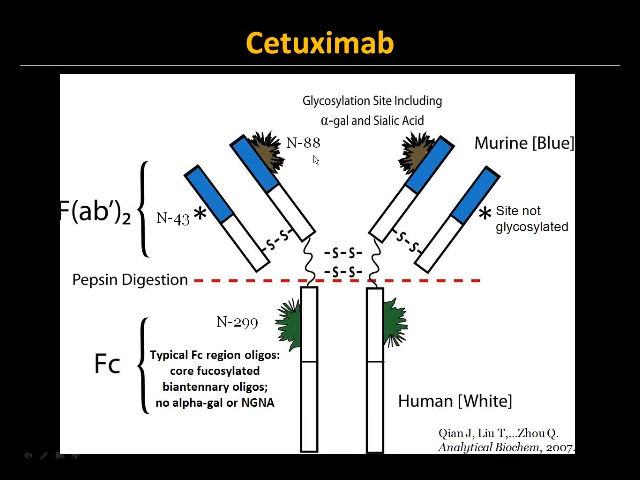 Cetuximab
Glycosylation Site Including
α-gal and Sialic Acid
N-88
Murine [Blue]
F(ab’)₂
N-43 *
* Site not
glycosylated
-S-S-
-S-S-
-S-S-
-S-S-
Pepsin Digestion
N-299
Fc
Typical Fc region oligos:
core fucosylated
biantennary oligos;
no alpha-gal or NGNA
Human [White]
Qian J, Liu T,...Zhou Q.
Analytical Biochem, 2007.